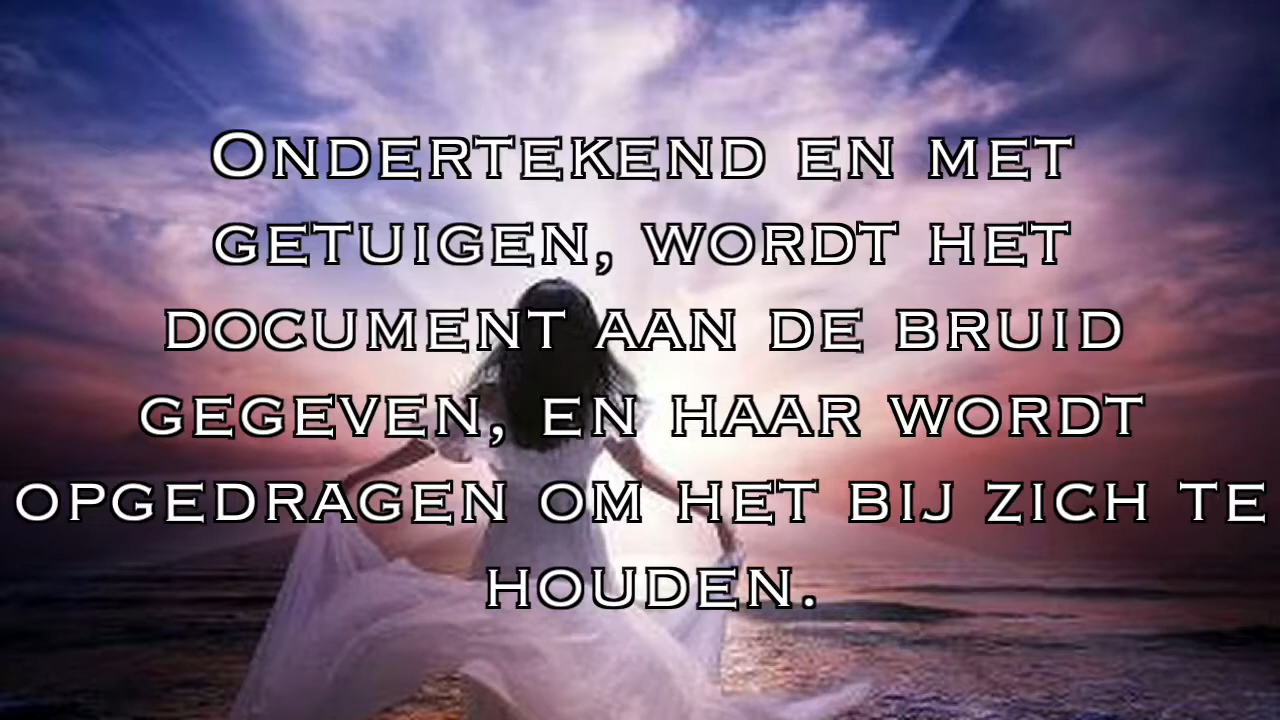 Ondertekend en met
getuigen, wordt het
document aan de bruid
gegeven, en haar wordt
opgedragen om het bij zich te
houden.